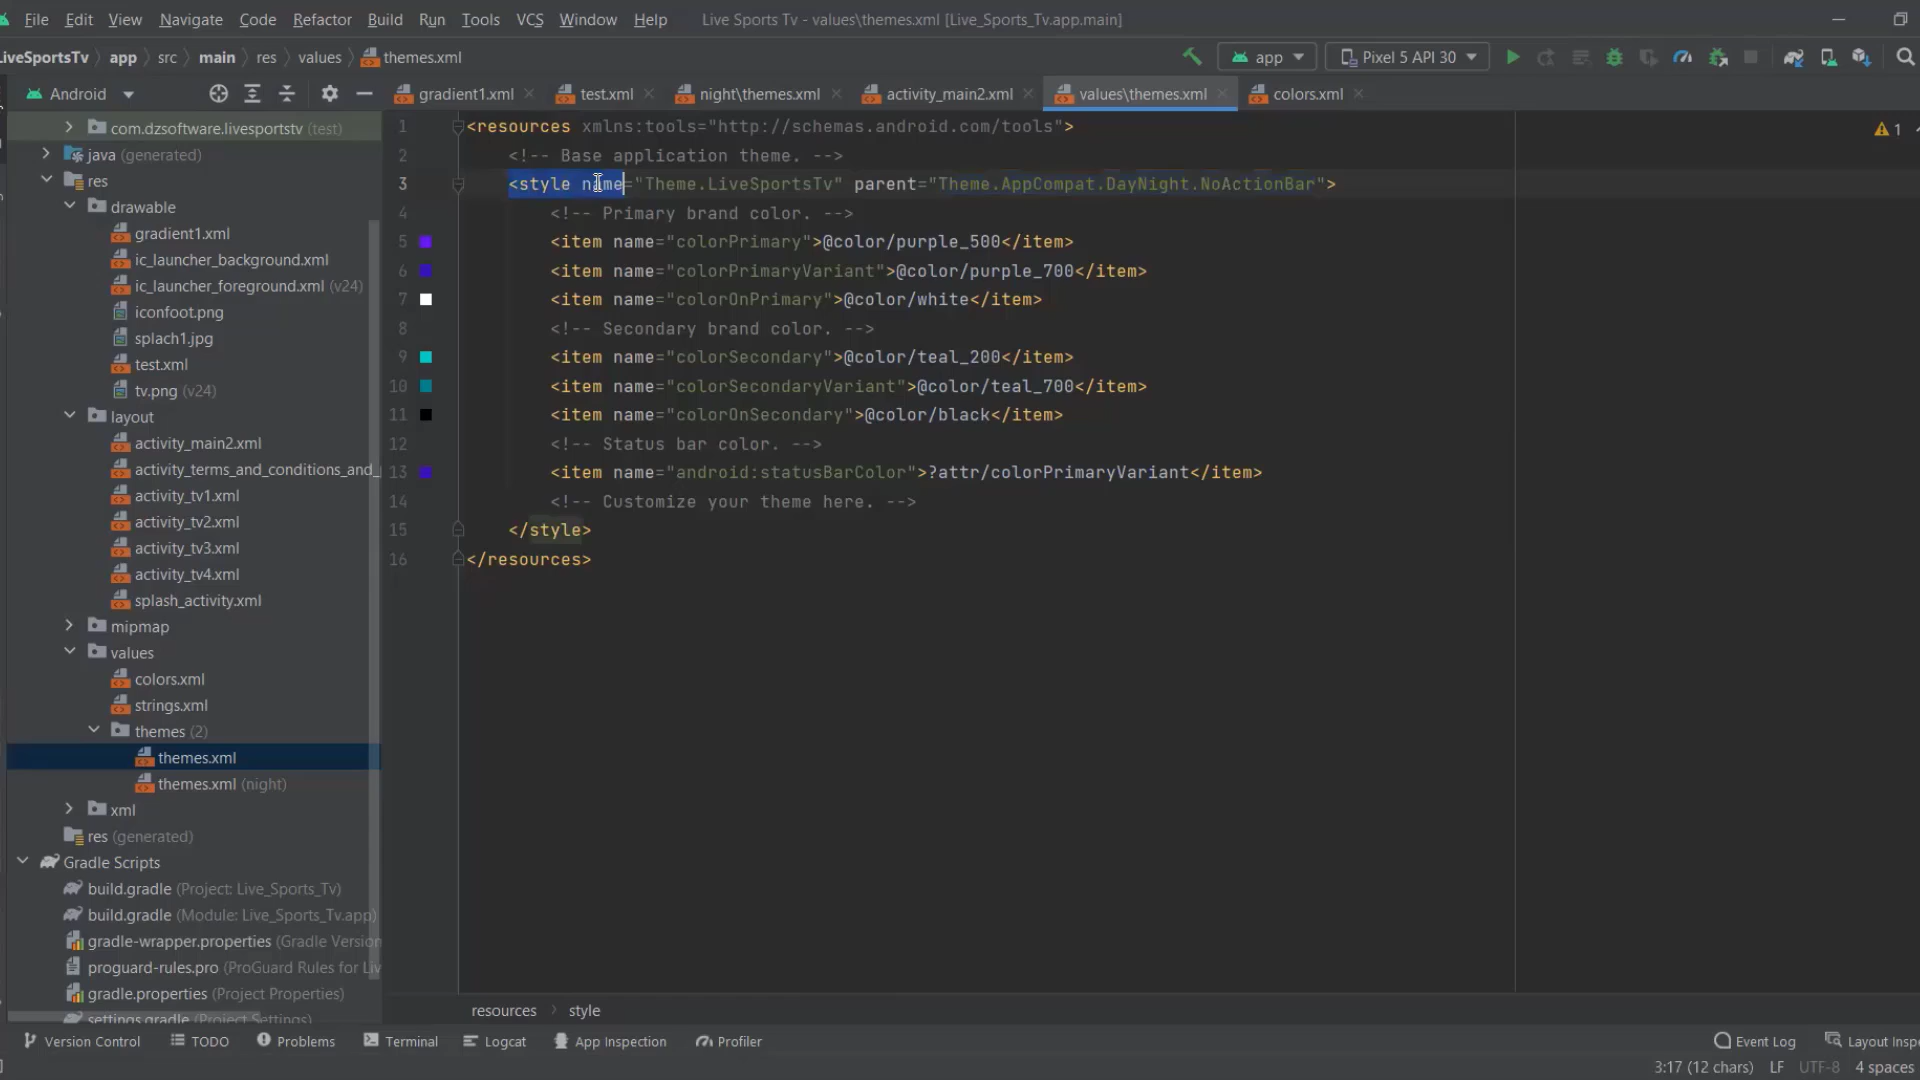 File Edit View Navigate Code Refactor Build Run Tools VCS Window Help Live Sports Tv - values\themes.xml [Live_Sports_Tv.app.main]
LiveSportsTv app src main res values themes.xml app Pixel 5 API 30
Android gradient1.xml test.xml night\themes.xml activity_main2.xml values\themes.xml colors.xml
com.dzsoftware.livesportstv (test)
java (generated)
res
drawable
gradient1.xml
ic_launcher_background.xml
ic_launcher_foreground.xml (v24)
iconfoot.png
splach1.jpg
test.xml
tv.png (v24)
layout
activity_main2.xml
activity_terms_and_conditions_and_
activity_tv1.xml
activity_tv2.xml
activity_tv3.xml
activity_tv4.xml
splash_activity.xml
mipmap
values
colors.xml
strings.xml
themes (2)
themes.xml
themes.xml (night)
xml
res (generated)
Gradle Scripts
build.gradle (Project: Live_Sports_Tv)
build.gradle (Module: Live_Sports_Tv.app)
gradle-wrapper.properties (Gradle Version
proguard-rules.pro (ProGuard Rules for Liv
gradle.properties (Project Properties)
settings.gradle (Project Settings)
1 <resources xmlns:tools="http://schemas.android.com/tools"> 1
2 <!-- Base application theme. -->
3 <style name="Theme.LiveSportsTv" parent="Theme.AppCompat.DayNight.NoActionBar">
4 <!-- Primary brand color. -->
5 <item name="colorPrimary">@color/purple_500</item>
6 <item name="colorPrimaryVariant">@color/purple_700</item>
7 <item name="colorOnPrimary">@color/white</item>
8 <!-- Secondary brand color. -->
9 <item name="colorSecondary">@color/teal_200</item>
10 <item name="colorSecondaryVariant">@color/teal_700</item>
11 <item name="colorOnSecondary">@color/black</item>
12 <!-- Status bar color. -->
13 <item name="android:statusBarColor">?attr/colorPrimaryVariant</item>
14 <!-- Customize your theme here. -->
15 </style>
16 </resources>
resources style
Version Control TODO Problems Terminal Logcat App Inspection Profiler Event Log Layout Inspe
3:17 (12 chars) LF UTF-8 4 spaces